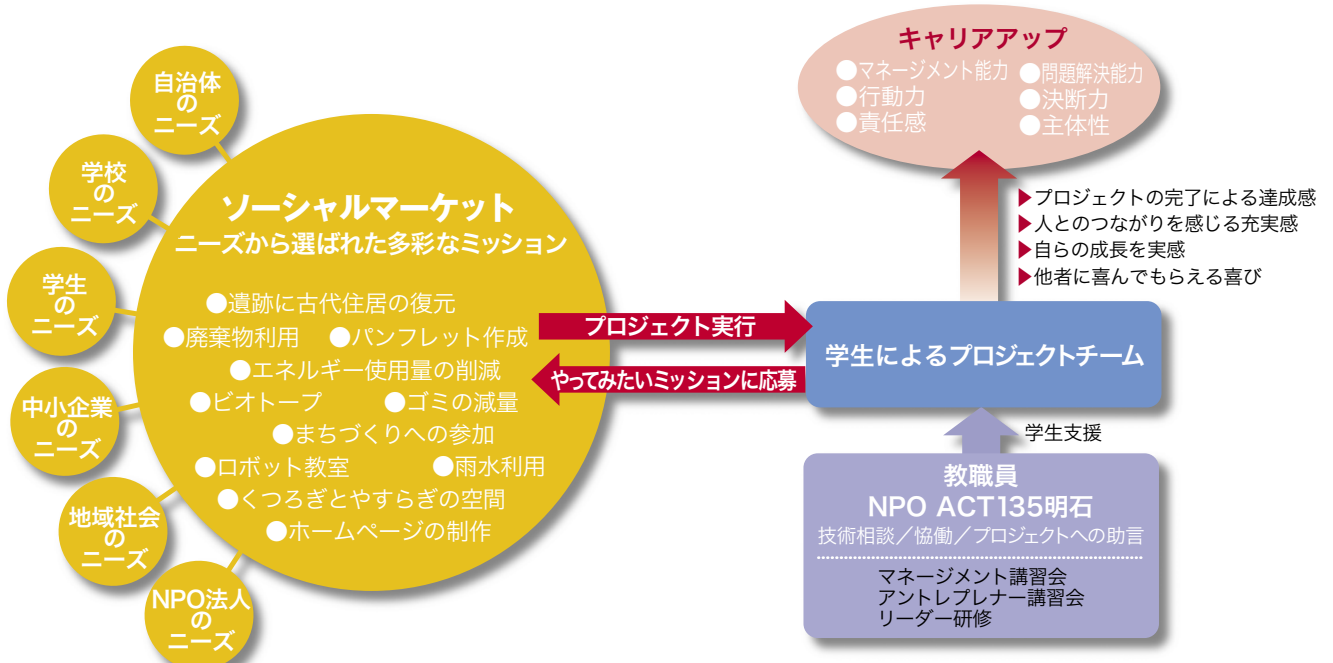 自治体
の
ニーズ
学校
の
ニーズ
学生
の
ニーズ
中小企業
の
ニーズ
地域社会
の
ニーズ
NPO法人
の
ニーズ
ソーシャルマーケット
ニーズから選ばれた多彩なミッション
●遺跡に古代住居の復元
●廃棄物利用 ●パンフレット作成
●エネルギー使用量の削減
●ビオトープ ●ゴミの減量
●まちづくりへの参加
●ロボット教室 ●雨水利用
●くつろぎとやすらぎの空間
●ホームページの制作
プロジェクト実行
やってみたいミッションに応募
キャリアアップ
●マネージメント能力 ●問題解決能力
●行動力 ●決断力
●責任感 ●主体性
▶プロジェクトの完了による達成感
▶人とのつながりを感じる充実感
▶自らの成長を実感
▶他者に喜んでもらえる喜び
学生によるプロジェクトチーム
学生支援
教職員
NPO ACT135明石
技術相談／恊働／プロジェクトへの助言
マネージメント講習会
アントレプレナー講習会
リーダー研修